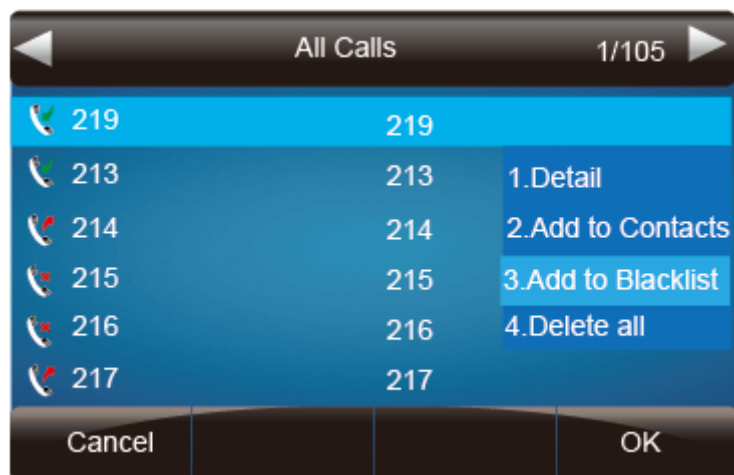 All Calls 1/105
219 219
213 213 1.Detail
214 214 2.Add to Contacts
215 215 3.Add to Blacklist
216 216 4.Delete all
217 217
Cancel OK